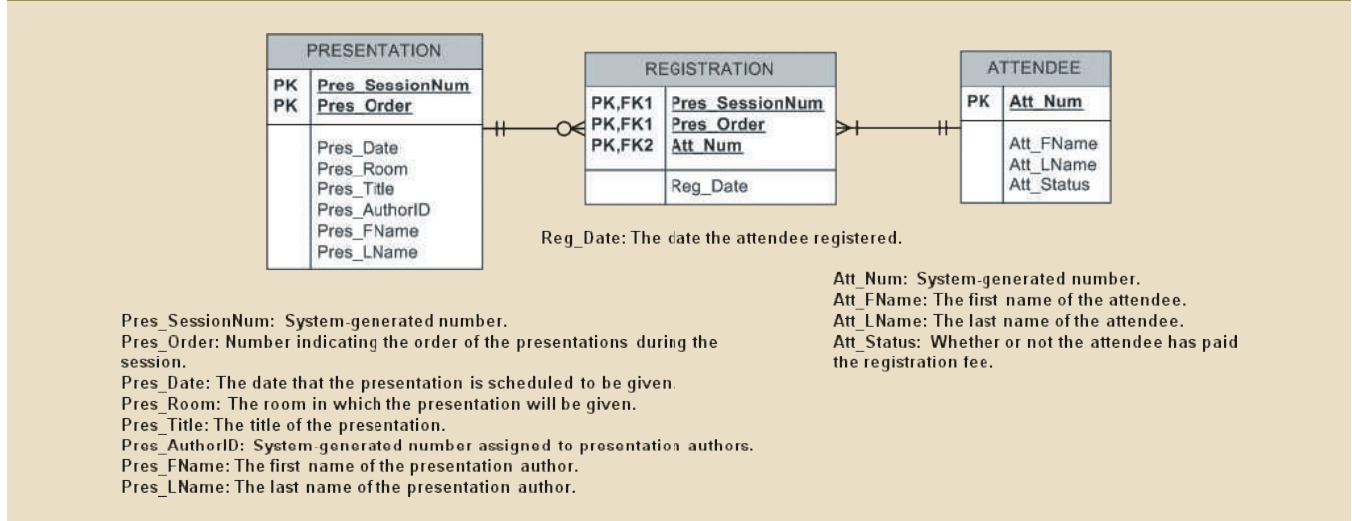 PRESENTATION
PK Pres_SessionNum
PK Pres_Order
Pres_Date
Pres_Room
Pres_Title
Pres_AuthorID
Pres_FName
Pres_LName
REGISTRATION
PK,FK1 Pres_SessionNum
PK,FK1 Pres_Order
PK,FK2 Att_Num
Reg_Date
ATTENDEE
PK Att_Num
Att_FName
Att_LName
Att_Status
Reg_Date: The date the attendee registered.
Att_Num: System-generated number.
Att_FName: The first name of the attendee.
Att_LName: The last name of the attendee.
Att_Status: Whether or not the attendee has paid
the registration fee.
Pres_SessionNum: System-generated number.
Pres_Order: Number indicating the order of the presentations during the
session.
Pres_Date: The date that the presentation is scheduled to be given.
Pres_Room: The room in which the presentation will be given.
Pres_Title: The title of the presentation.
Pres_AuthorID: System-generated number assigned to presentation authors.
Pres_FName: The first name of the presentation author.
Pres_LName: The last name of the presentation author.